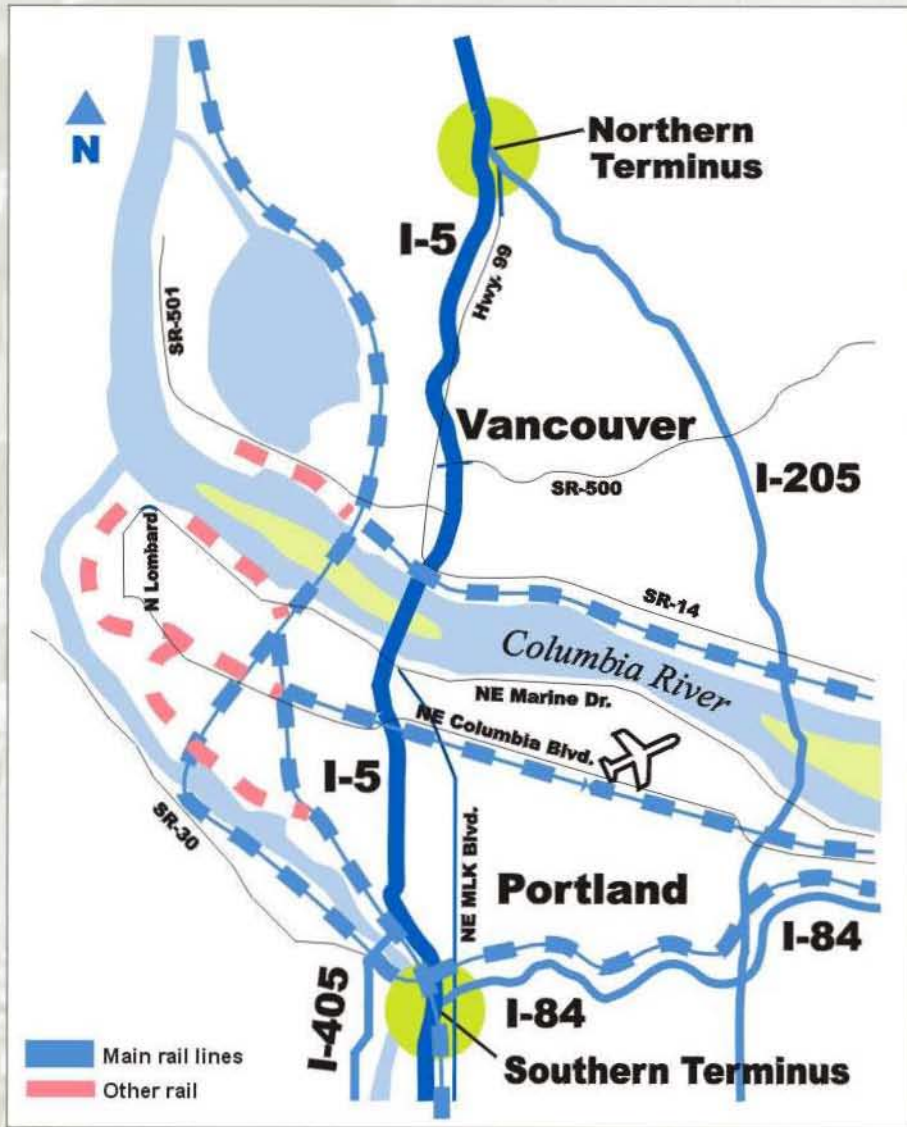 N
Northern
Terminus
I-5
Hwy. 99
SR-501
Vancouver
SR-500
I-205
N Lombard
SR-14
Columbia River
NE Marine Dr.
NE Columbia Blvd.
I-5
SR-30
NE MLK Blvd.
Portland
I-84
I-405
I-84
Southern Terminus
Main rail lines
Other rail